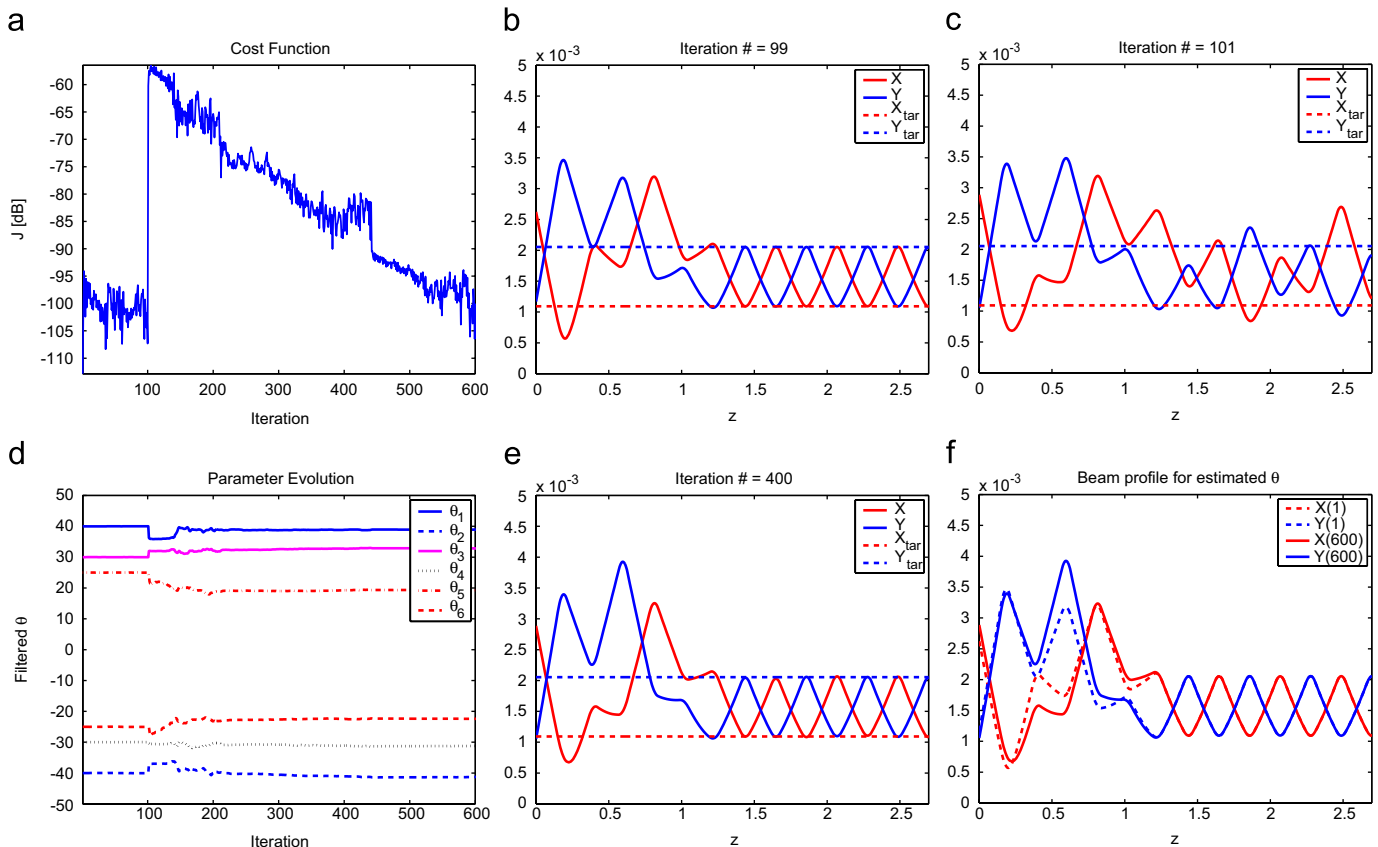 a
Cost Function
-60
-65
-70
-75
-80
-85
-90
-95
-100
-105
-110
J [dB]
100 200 300 400 500 600
Iteration
b
x 10-3
Iteration # = 99
X
Y
Xtar
Ytar
5
4.5
4
3.5
3
2.5
2
1.5
1
0.5
0
0 0.5 1 1.5 2 2.5
z
c
x 10-3
Iteration # = 101
X
Y
Xtar
Ytar
5
4.5
4
3.5
3
2.5
2
1.5
1
0.5
0
0 0.5 1 1.5 2 2.5
z
d
Parameter Evolution
50
40
30
20
10
0
-10
-20
-30
-40
-50
Filtered θ
θ1
θ2
θ3
θ4
θ5
θ6
100 200 300 400 500 600
Iteration
e
x 10-3
Iteration # = 400
X
Y
Xtar
Ytar
5
4.5
4
3.5
3
2.5
2
1.5
1
0.5
0
0 0.5 1 1.5 2 2.5
z
f
x 10-3
Beam profile for estimated θ
X(1)
Y(1)
X(600)
Y(600)
5
4.5
4
3.5
3
2.5
2
1.5
1
0.5
0
0 0.5 1 1.5 2 2.5
z